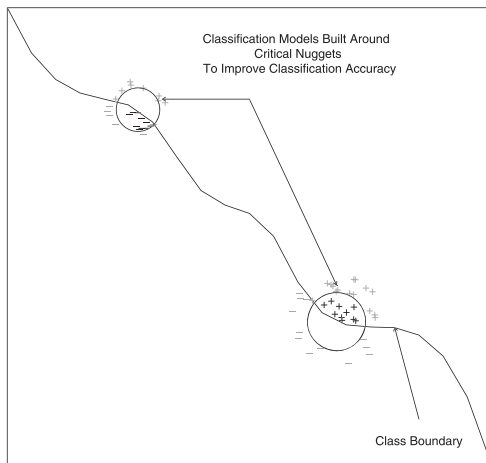 Classification Models Built Around
Critical Nuggets
To Improve Classification Accuracy
Class Boundary